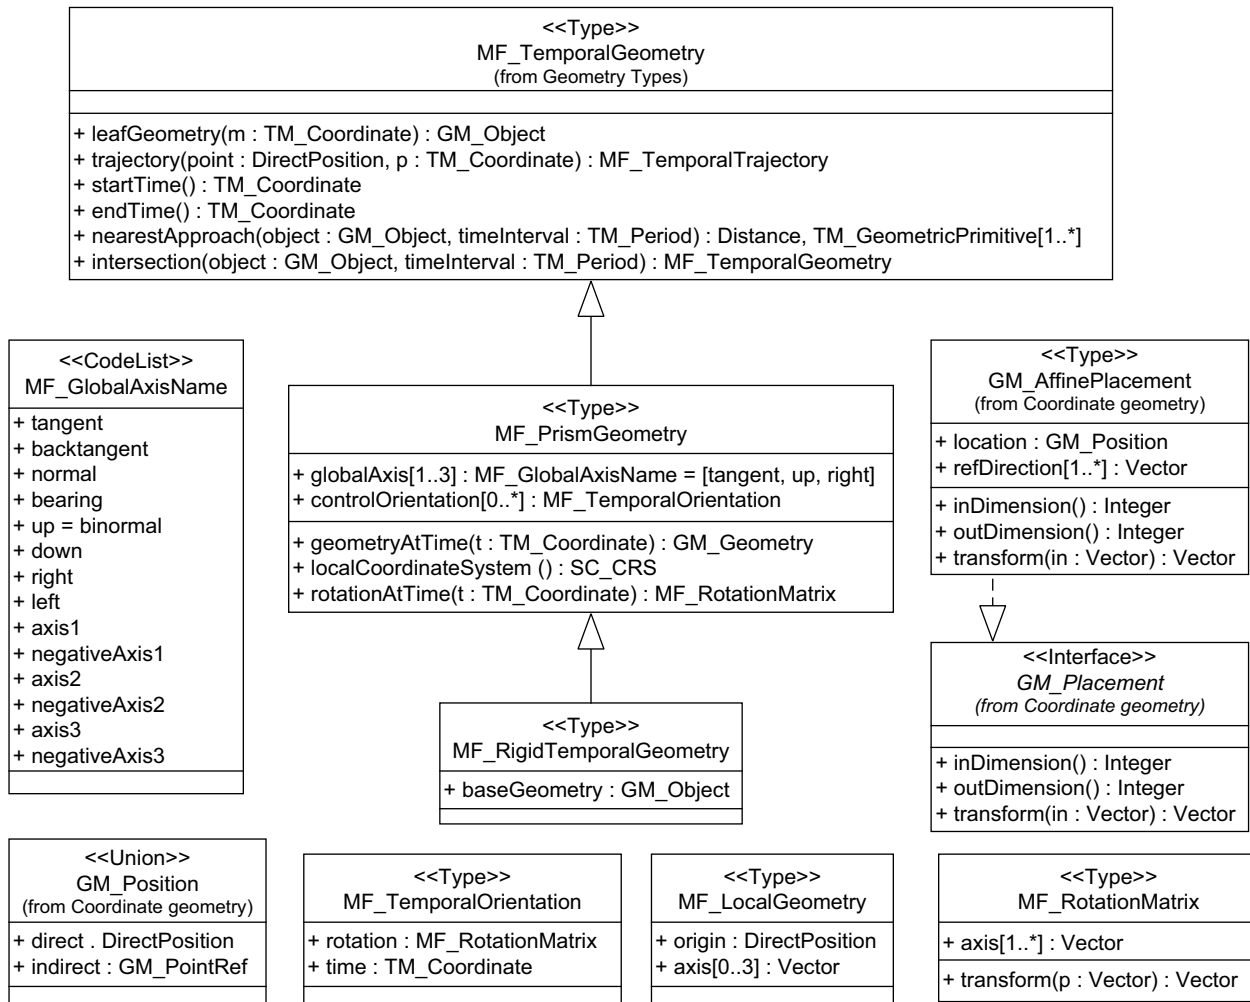 <<Type>>
MF_TemporalGeometry
(from Geometry Types)
+ leafGeometry(m : TM_Coordinate) : GM_Object
+ trajectory(point : DirectPosition, p : TM_Coordinate) : MF_TemporalTrajectory
+ startTime() : TM_Coordinate
+ endTime() : TM_Coordinate
+ nearestApproach(object : GM_Object, timeInterval : TM_Period) : Distance, TM_GeometricPrimitive[1..*]
+ intersection(object : GM_Object, timeInterval : TM_Period) : MF_TemporalGeometry
<<CodeList>>
MF_GlobalAxisName
+ tangent
+ backtangent
+ normal
+ bearing
+ up = binormal
+ down
+ right
+ left
+ axis1
+ negativeAxis1
+ axis2
+ negativeAxis2
+ axis3
+ negativeAxis3
<<Type>>
MF_PrismGeometry
+ globalAxis[1..3] : MF_GlobalAxisName = [tangent, up, right]
+ controlOrientation[0..*] : MF_TemporalOrientation
+ geometryAtTime(t : TM_Coordinate) : GM_Geometry
+ localCoordinateSystem () : SC_CRS
+ rotationAtTime(t : TM_Coordinate) : MF_RotationMatrix
<<Type>>
GM_AffinePlacement
(from Coordinate geometry)
+ location : GM_Position
+ refDirection[1..*] : Vector
+ inDimension() : Integer
+ outDimension() : Integer
+ transform(in : Vector) : Vector
<<Type>>
MF_RigidTemporalGeometry
+ baseGeometry : GM_Object
<<Interface>>
GM_Placement
(from Coordinate geometry)
+ inDimension() : Integer
+ outDimension() : Integer
+ transform(in : Vector) : Vector
<<Union>>
GM_Position
(from Coordinate geometry)
+ direct . DirectPosition
+ indirect : GM_PointRef
<<Type>>
MF_TemporalOrientation
+ rotation : MF_RotationMatrix
+ time : TM_Coordinate
<<Type>>
MF_LocalGeometry
+ origin : DirectPosition
+ axis[0..3] : Vector
<<Type>>
MF_RotationMatrix
+ axis[1..*] : Vector
+ transform(p : Vector) : Vector